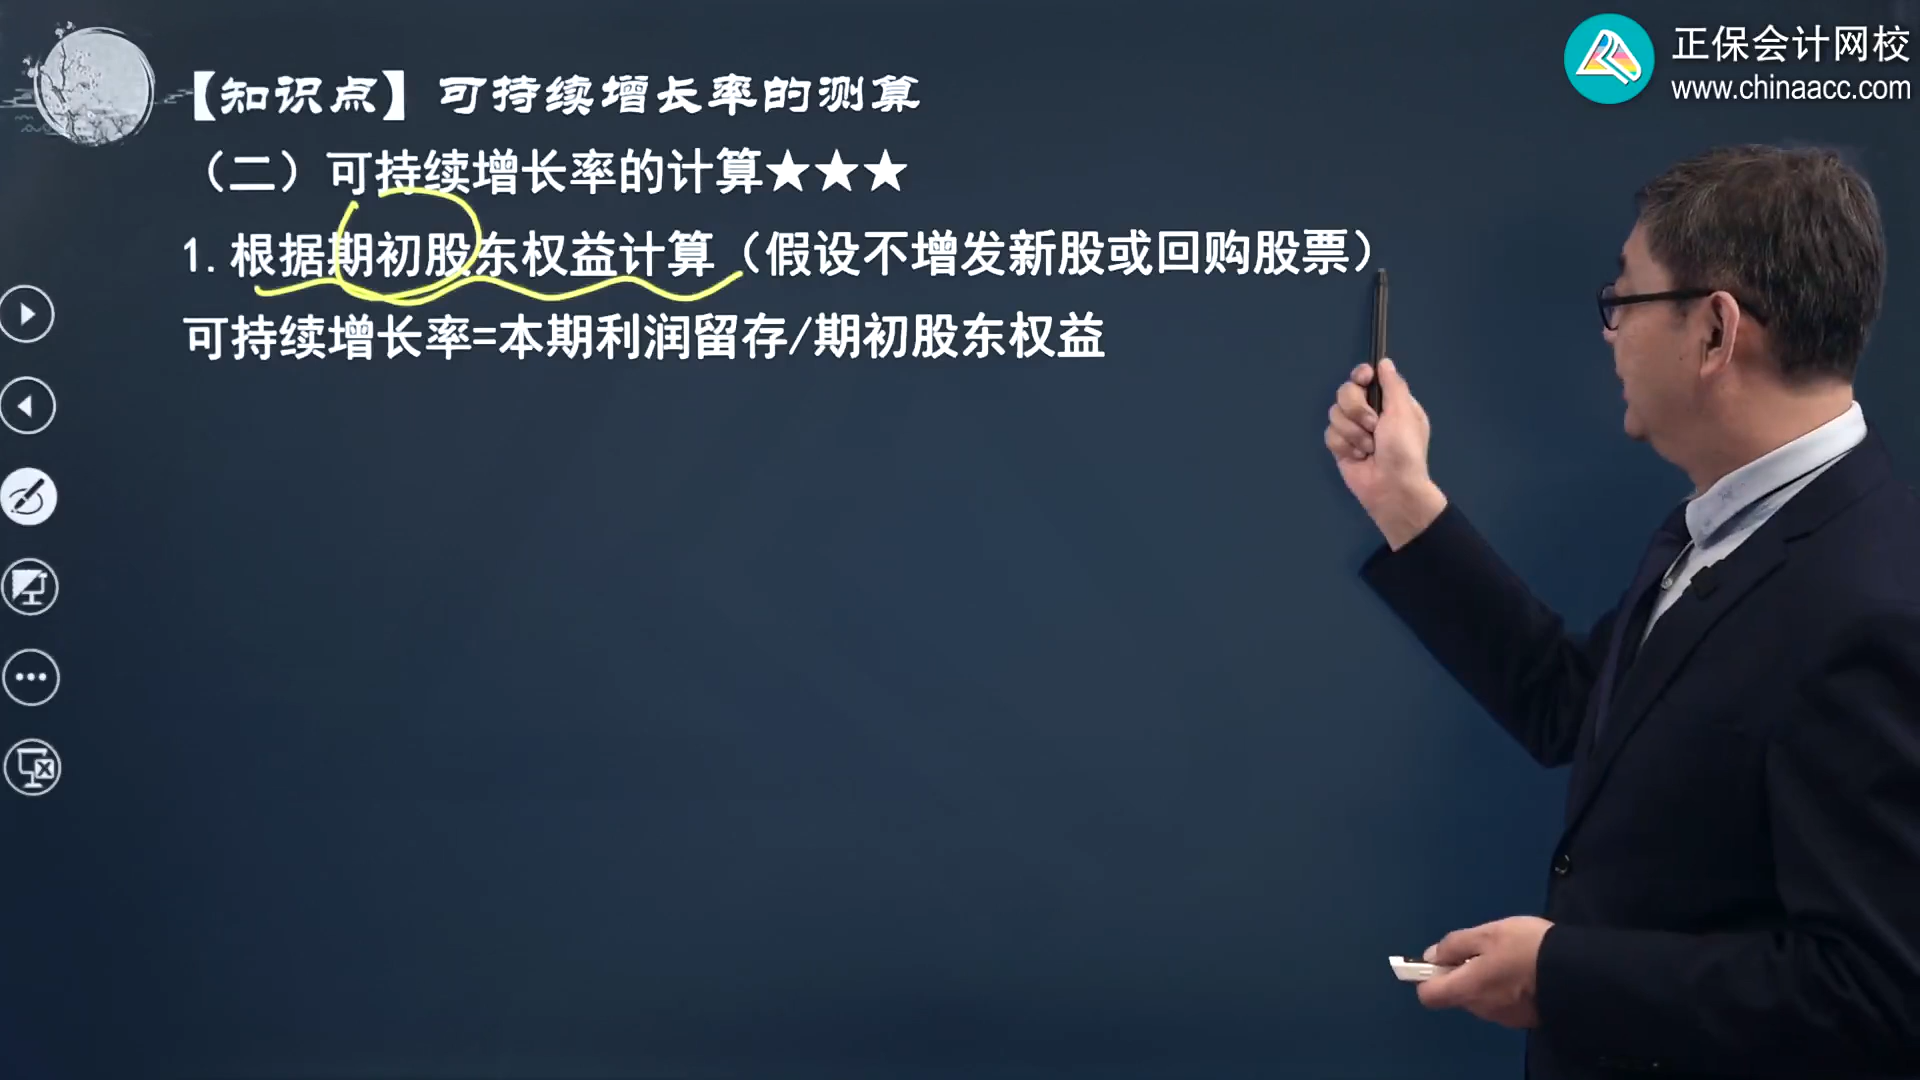 正保会计网校
www.chinaacc.com
【知识点】可持续增长率的测算
（二）可持续增长率的计算★★★
1.根据期初股东权益计算（假设不增发新股或回购股票）
可持续增长率=本期利润留存/期初股东权益